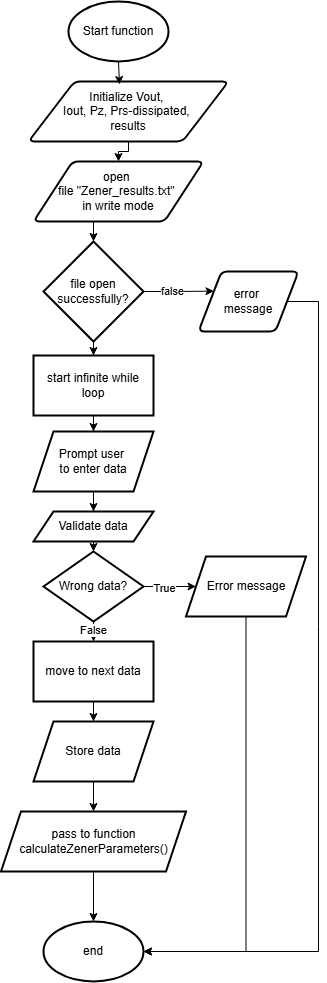 Start function
Initialize Vout,
Iout, Pz, Prs-dissipated,
results
open
file "Zener_results.txt"
in write mode
file open
successfully?
false
error
message
start infinite while
loop
Prompt user
to enter data
Validate data
Wrong data?
True
Error message
False
move to next data
Store data
pass to function
calculateZenerParameters()
end